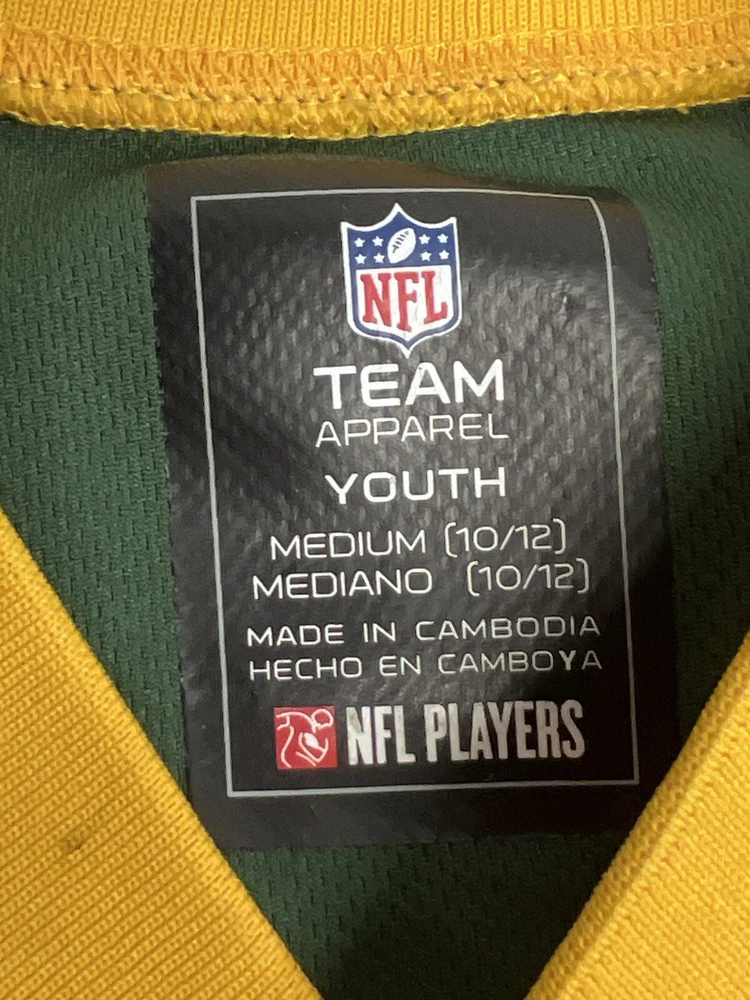 NFL
TEAM
APPAREL
YOUTH
MEDIUM (10/12)
MEDIANO (10/12)
MADE IN CAMBODIA
HECHO EN CAMBOYA
NFL PLAYERS